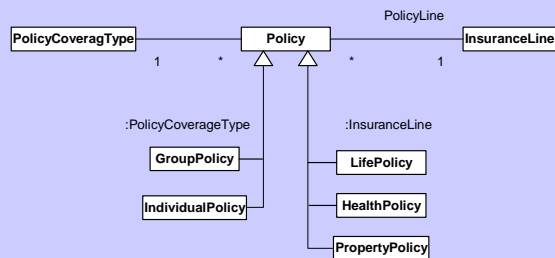 PolicyLine
PolicyCoveragType
Policy
InsuranceLine
1
*
*
1
:PolicyCoverageType
:InsuranceLine
GroupPolicy
LifePolicy
IndividualPolicy
HealthPolicy
PropertyPolicy